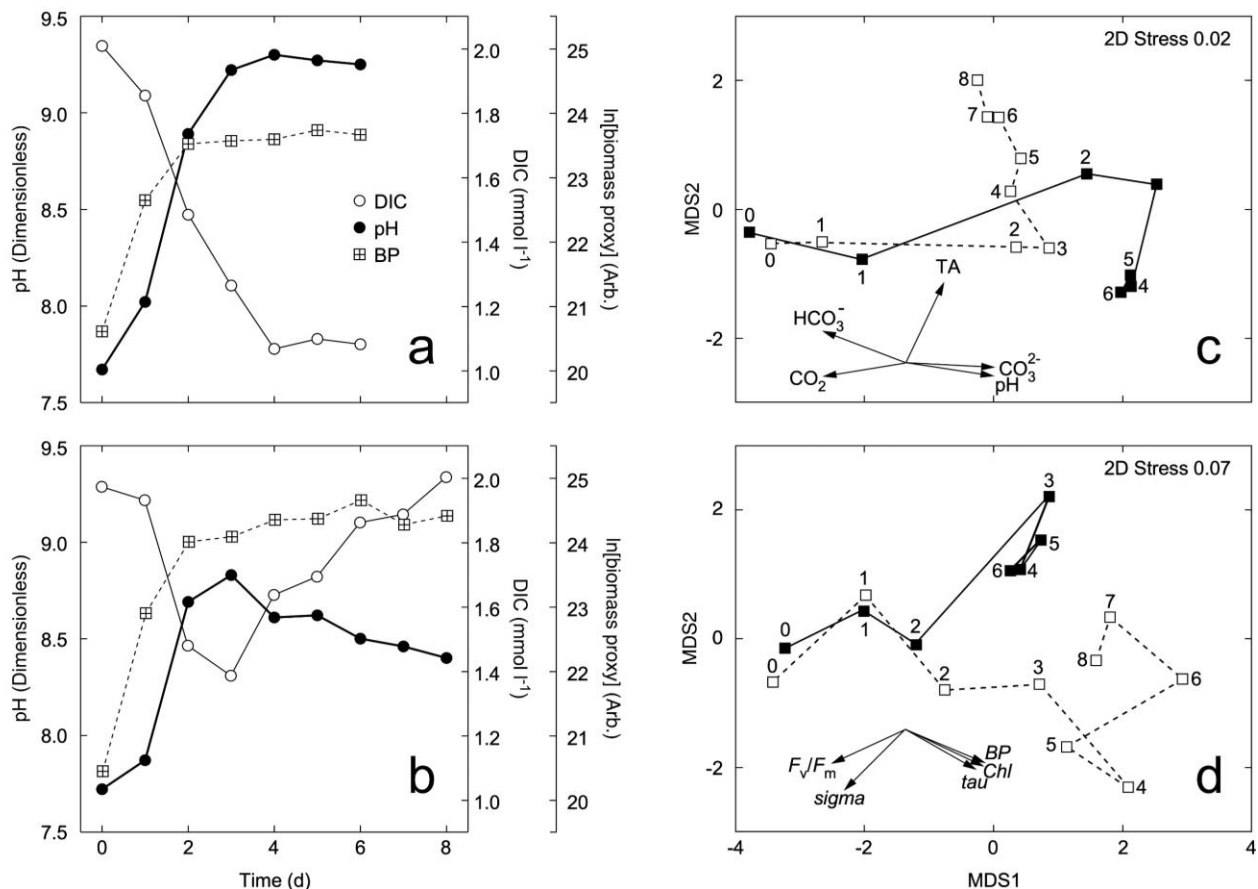 9.5
9.0
8.5
8.0
7.5
pH (Dimensionless)
2.0
1.8
1.6
1.4
1.2
1.0
DIC (mmol l⁻¹)
25
24
23
22
21
20
ln[biomass proxy] (Arb.)
DIC
pH
BP
a
2D Stress 0.02
2
0
-2
MDS2
8
7
6
5
4
2
3
0
1
0
1
2
5
4
6
TA
HCO₃⁻
CO₂
CO₃²⁻
pH
c
9.5
9.0
8.5
8.0
7.5
pH (Dimensionless)
2.0
1.8
1.6
1.4
1.2
1.0
DIC (mmol l⁻¹)
25
24
23
22
21
20
ln[biomass proxy] (Arb.)
0
2
4
6
8
Time (d)
b
2D Stress 0.07
2
0
-2
MDS2
3
5
6
4
1
0
1
2
0
2
3
7
8
6
5
4
Fv/Fm
sigma
BP
Chl
tau
d
-4
-2
0
2
4
MDS1